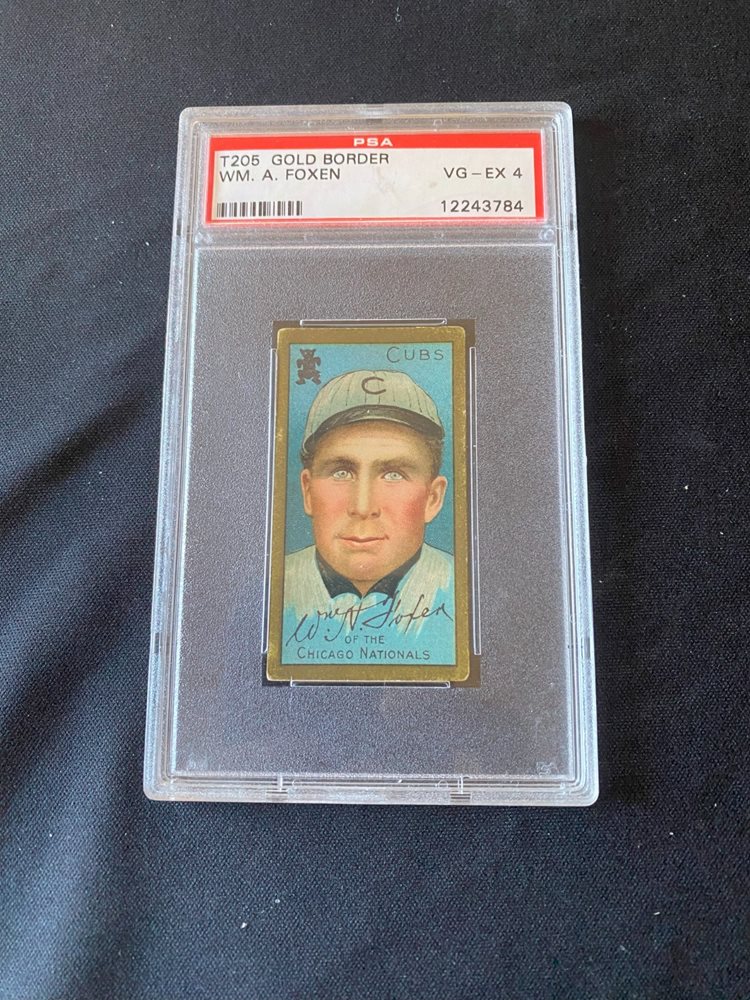 PSA
T205 GOLD BORDER
WM. A. FOXEN VG-EX 4
12243784
CUBS
C
Wm. A. Foxen
OF THE
CHICAGO NATIONALS